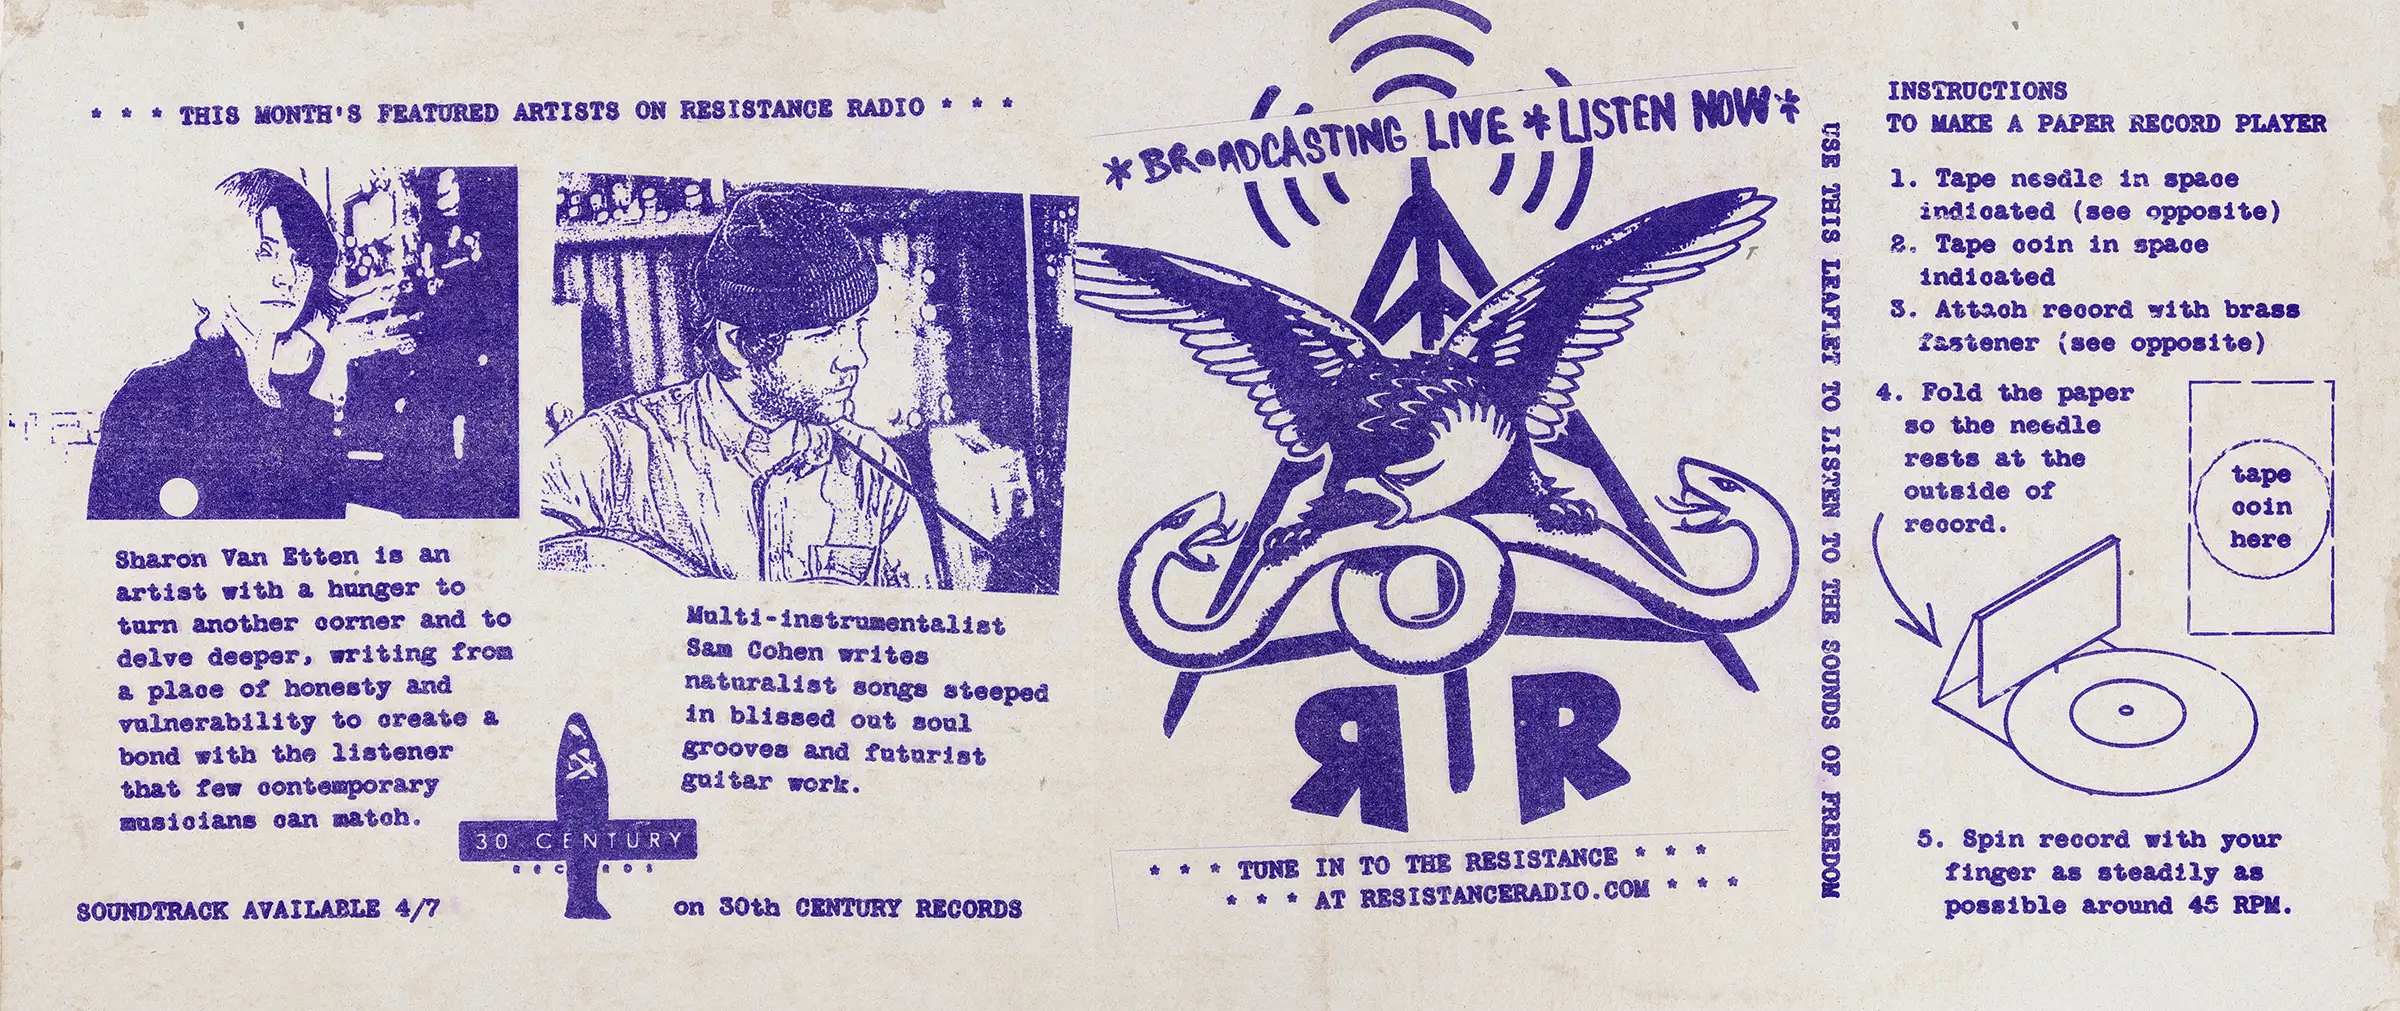 * * * THIS MONTH'S FEATURED ARTISTS ON RESISTANCE RADIO * * *
Sharon Van Etten is an
artist with a hunger to
turn another corner and to
delve deeper, writing from
a place of honesty and
vulnerability to create a
bond with the listener
that few contemporary
musicians can match.
Multi-instrumentalist
Sam Cohen writes
naturalist songs steeped
in blissed out soul
grooves and futurist
guitar work.
30 CENTURY
RECORDS
SOUNDTRACK AVAILABLE 4/7
on 30th CENTURY RECORDS
*BROADCASTING LIVE*LISTEN NOW*
RR
* * * TUNE IN TO THE RESISTANCE * * *
* * * AT RESISTANCERADIO.COM * * *
USE THIS LEAFLET TO LISTEN TO THE SOUNDS OF FREEDOM
INSTRUCTIONS
TO MAKE A PAPER RECORD PLAYER
1. Tape needle in space
indicated (see opposite)
2. Tape coin in space
indicated
3. Attach record with brass
fastener (see opposite)
4. Fold the paper
so the needle
rests at the
outside of
record.
tape
coin
here
5. Spin record with your
finger as steadily as
possible around 45 RPM.